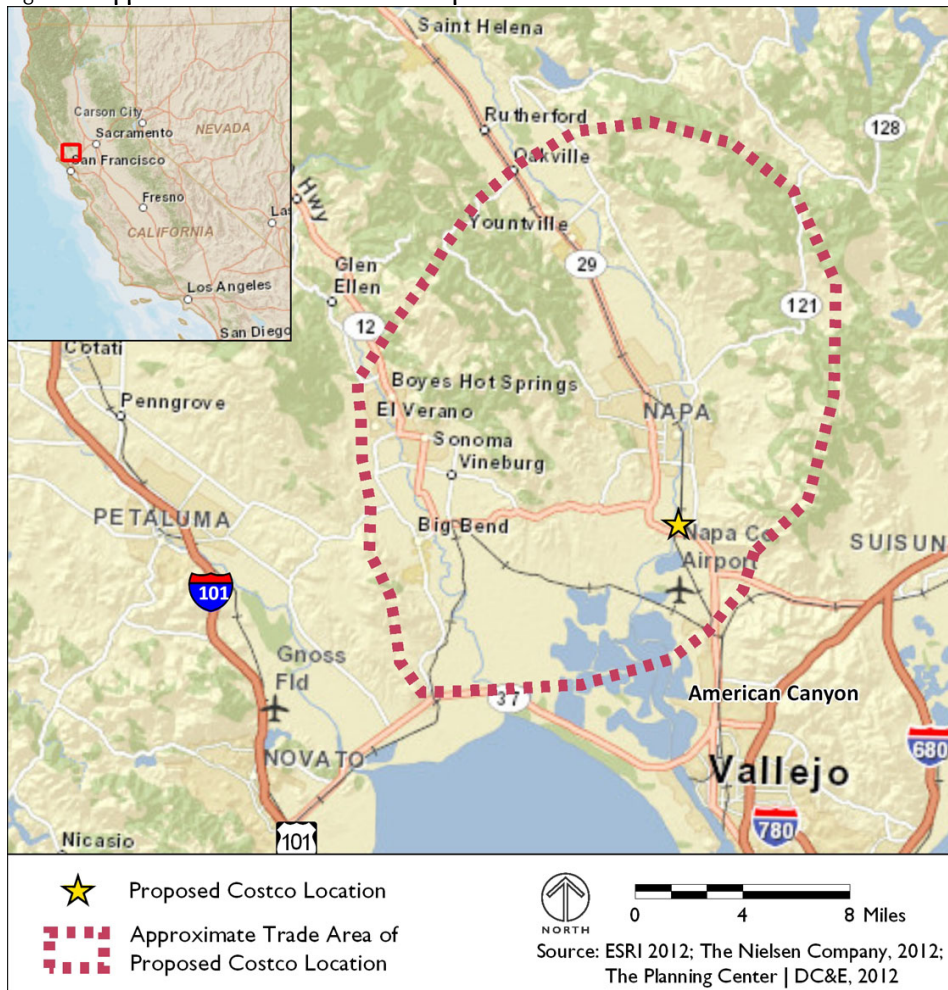 Saint Helena
Rutherford
128
Oakville
Yountville
29
Hwy
Glen
Ellen
12
121
Carson City
Sacramento
NEVADA
San Francisco
Fresno
Las
CALIFORNIA
Los Angeles
San Diego
Cotati
Penngrove
Boyes Hot Springs
El Verano
Sonoma
Vineburg
NAPA
PETALUMA
Big Bend
Napa Co
Airport
SUISUN
101
Gnoss
Fld
37
American Canyon
NOVATO
Vallejo
680
780
101
Nicasio
Proposed Costco Location
Approximate Trade Area of
Proposed Costco Location
NORTH
0 4 8 Miles
Source: ESRI 2012; The Nielsen Company, 2012;
The Planning Center | DC&E, 2012